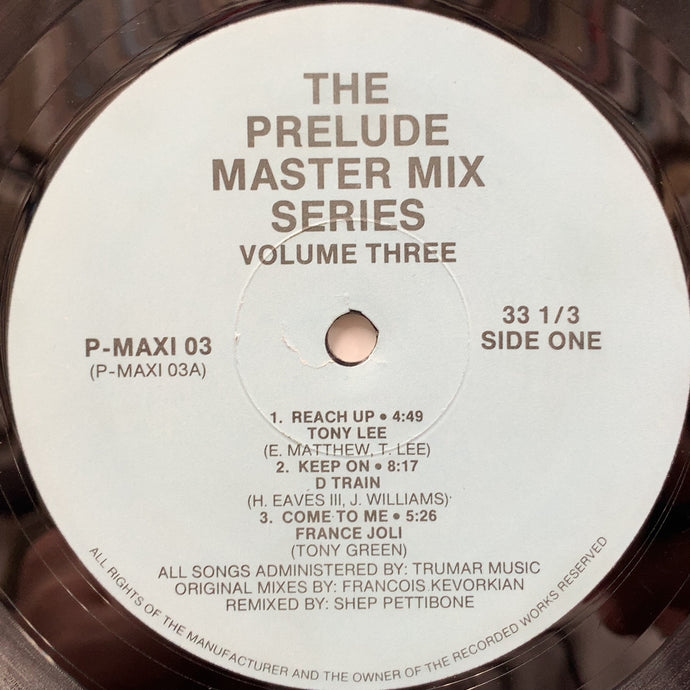 THE
PRELUDE
MASTER MIX
SERIES
VOLUME THREE
P-MAXI 03
(P-MAXI 03A)
33 1/3
SIDE ONE
1. REACH UP • 4:49
TONY LEE
(E. MATTHEW, T. LEE)
2. KEEP ON • 8:17
D TRAIN
(H. EAVES III, J. WILLIAMS)
3. COME TO ME • 5:26
FRANCE JOLI
(TONY GREEN)
ALL SONGS ADMINISTERED BY: TRUMAR MUSIC
ORIGINAL MIXES BY: FRANCOIS KEVORKIAN
REMIXED BY: SHEP PETTIBONE
ALL RIGHTS OF THE MANUFACTURER AND THE OWNER OF THE RECORDED WORKS RESERVED